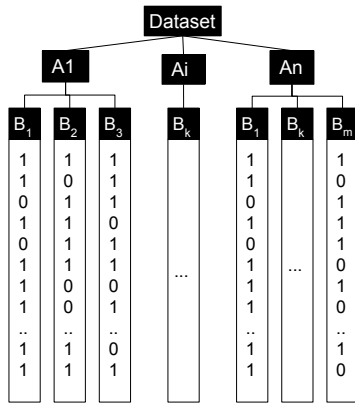 Dataset
A1 Ai An
B1 B2 B3 Bk B1 Bk Bm
1 1 1 1 1
1 0 1 1 0
0 1 1 0 1
1 1 0 1 1
0 1 1 0 1
1 1 1 ... 1 ... 0
1 0 0 1 1
1 0 1 1 0
.. .. .. .. ..
1 1 0 1 1
1 1 1 1 0